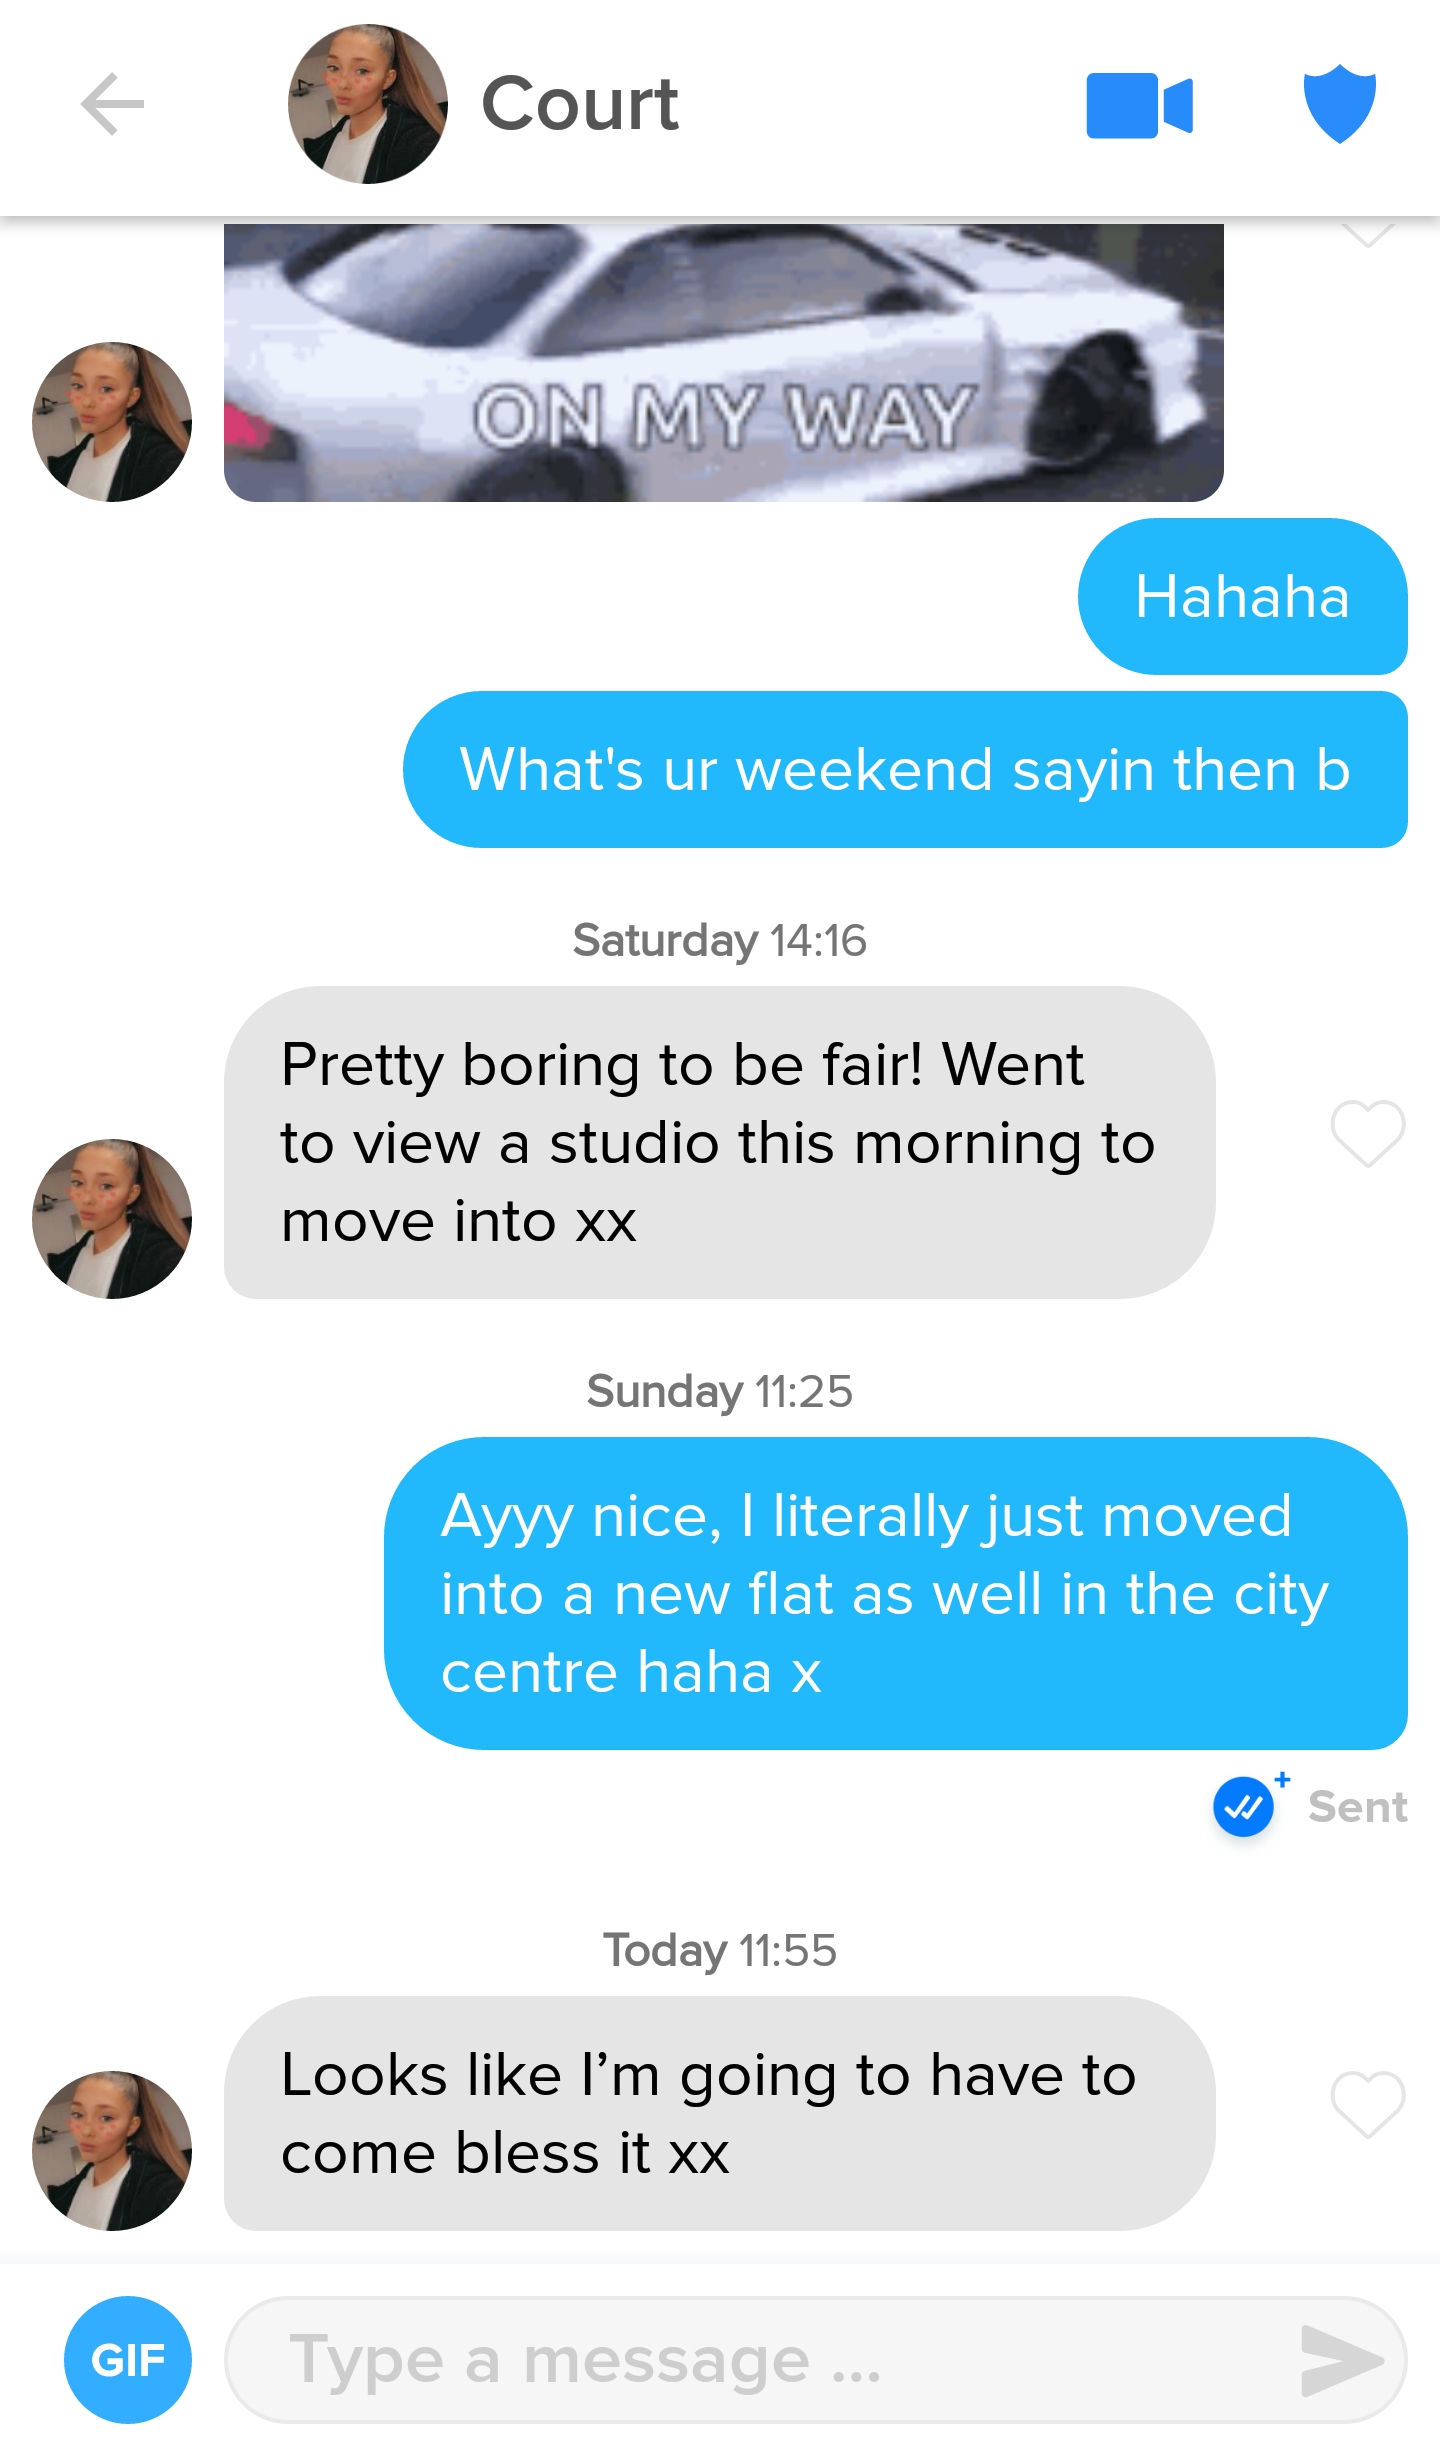 Court
ON MY WAY
Hahaha
What's ur weekend sayin then b
Saturday 14:16
Pretty boring to be fair! Went
to view a studio this morning to
move into xx
Sunday 11:25
Ayyy nice, I literally just moved
into a new flat as well in the city
centre haha x
Sent
Today 11:55
Looks like I’m going to have to
come bless it xx
GIF
Type a message ...